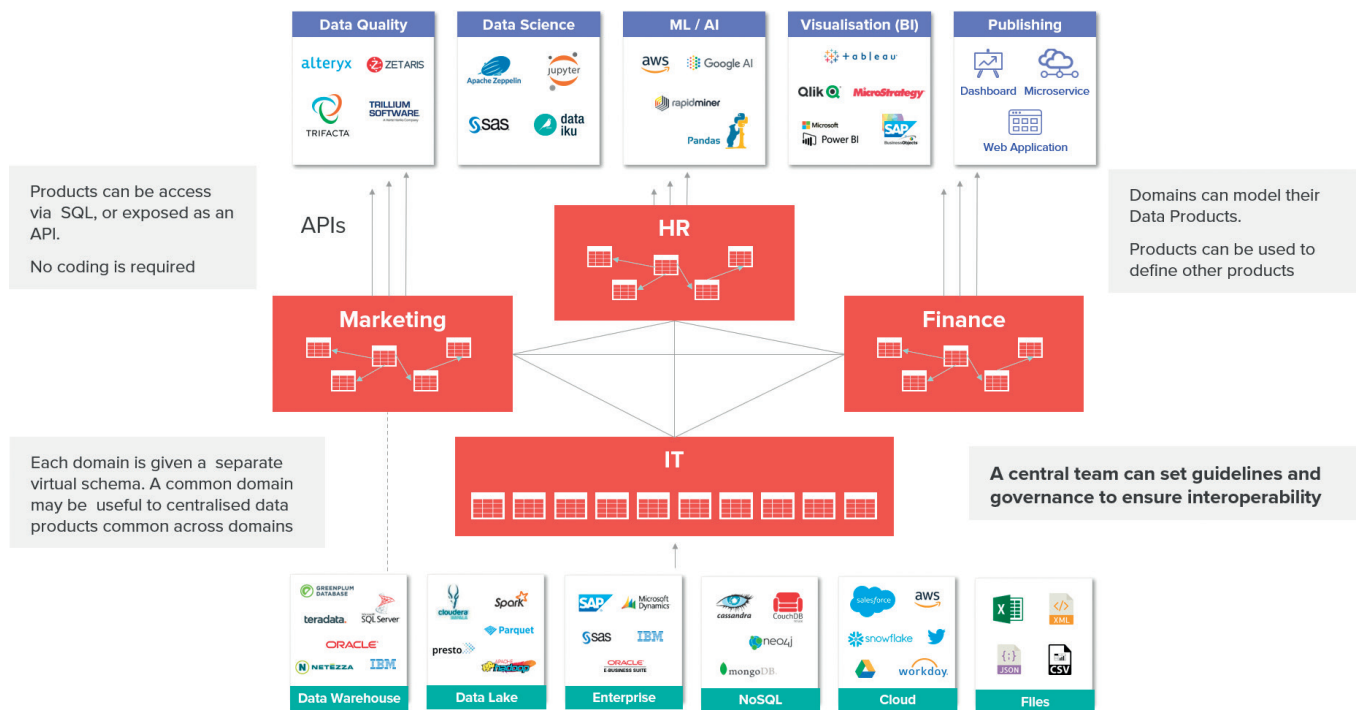 Data Quality
Data Science
ML / AI
Visualisation (BI)
Publishing
alteryx
ZETARIS
TRIFACTA
TRILLIUM
SOFTWARE
Apache Zeppelin
jupyter
sas
data
iku
aws
Google AI
rapidminer
Pandas
+ableau
Qlik
MicroStrategy
Microsoft
Power BI
SAP
BusinessObjects
Dashboard
Microservice
Web Application
Products can be access
via SQL, or exposed as an
API.
No coding is required
APIs
HR
Domains can model their
Data Products.
Products can be used to
define other products
Marketing
Finance
Each domain is given a separate
virtual schema. A common domain
may be useful to centralised data
products common across domains
IT
A central team can set guidelines and
governance to ensure interoperability
GREENPLUM
DATABASE
teradata.
SQL Server
ORACLE
NETEZZA
IBM
Data Warehouse
cloudera
Spark
Parquet
presto
hadoop
Data Lake
SAP
Microsoft
Dynamics
sas
IBM
ORACLE
E-BUSINESS SUITE
Enterprise
cassandra
CouchDB
neo4j
mongoDB
NoSQL
salesforce
aws
snowflake
workday
Cloud
X
XML
JSON
CSV
Files